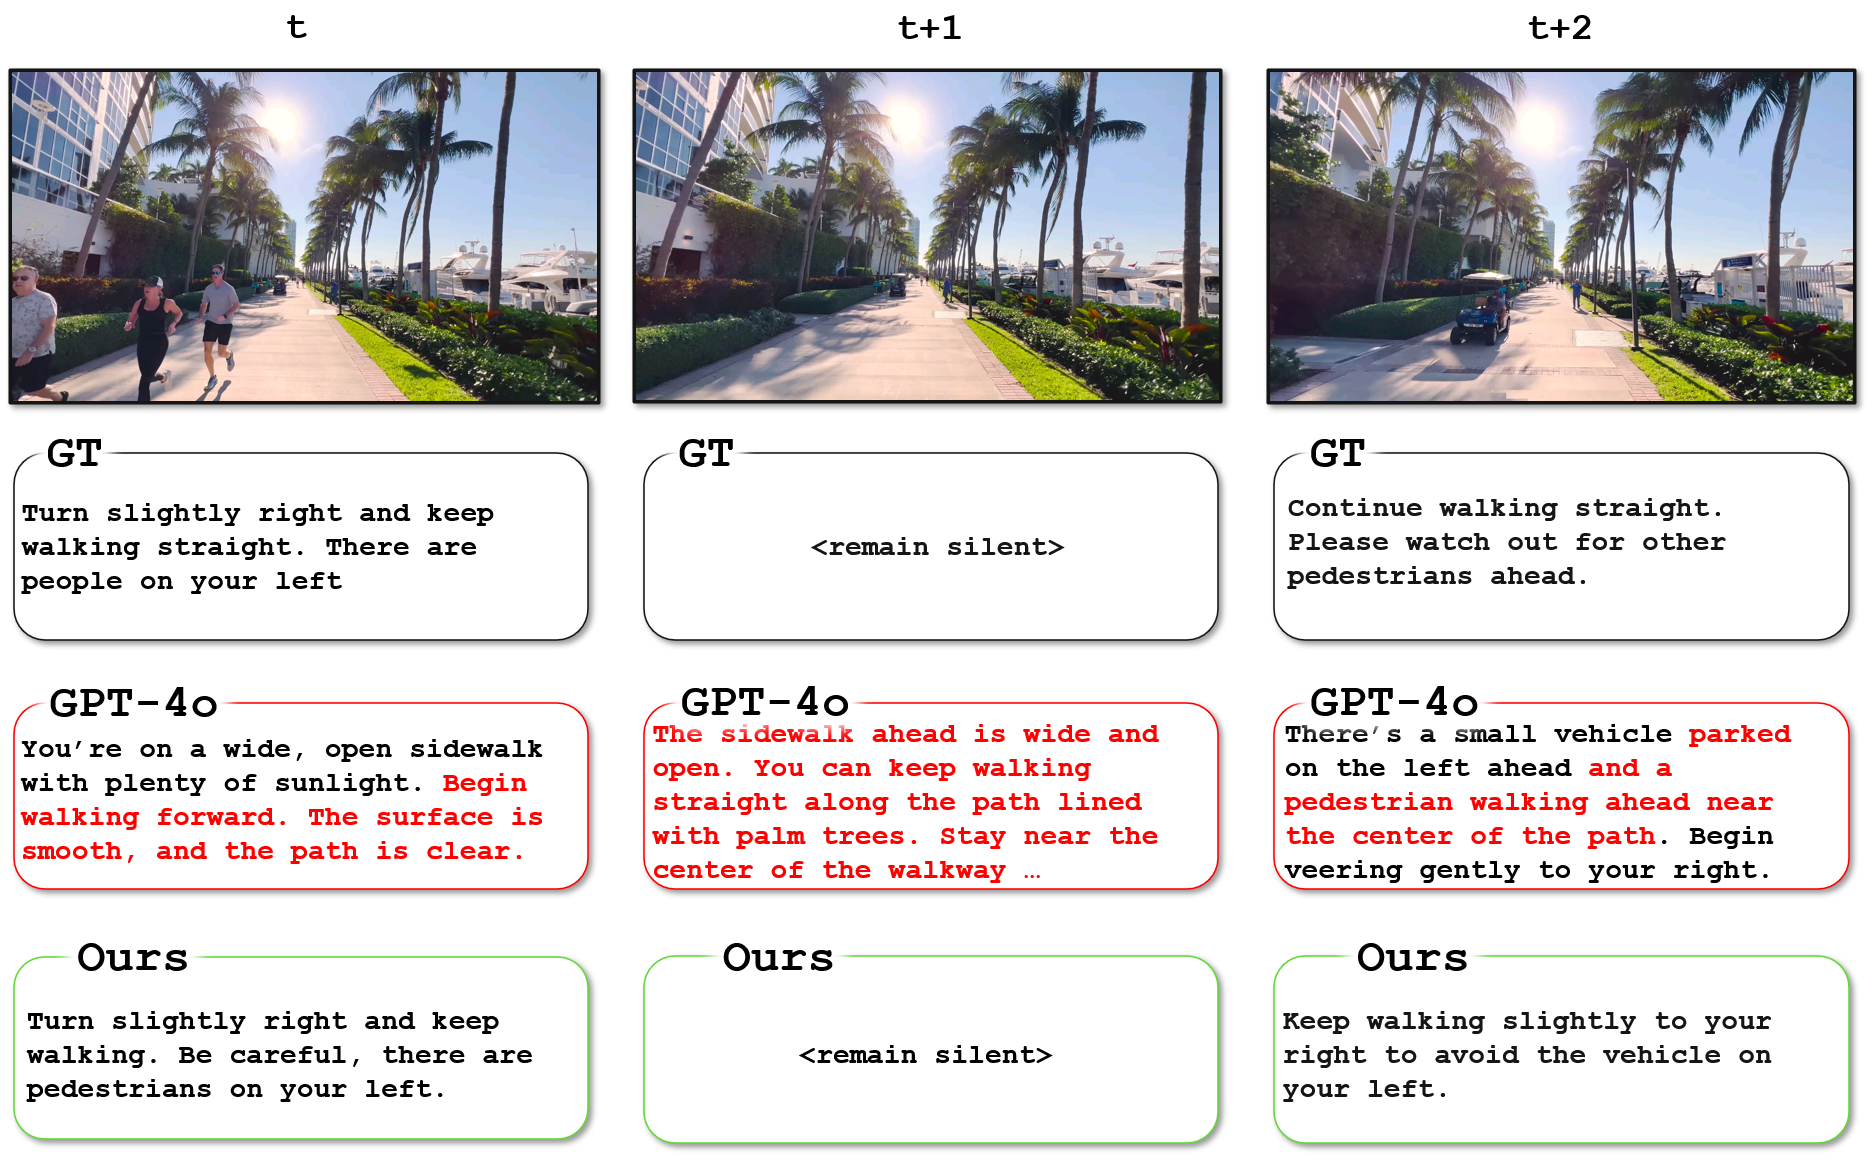 t
t+1
t+2
GT
Turn slightly right and keep
walking straight. There are
people on your left
GT
<remain silent>
GT
Continue walking straight.
Please watch out for other
pedestrians ahead.
GPT-4o
You’re on a wide, open sidewalk
with plenty of sunlight. Begin
walking forward. The surface is
smooth, and the path is clear.
GPT-4o
The sidewalk ahead is wide and
open. You can keep walking
straight along the path lined
with palm trees. Stay near the
center of the walkway …
GPT-4o
There’s a small vehicle parked
on the left ahead and a
pedestrian walking ahead near
the center of the path. Begin
veering gently to your right.
Ours
Turn slightly right and keep
walking. Be careful, there are
pedestrians on your left.
Ours
<remain silent>
Ours
Keep walking slightly to your
right to avoid the vehicle on
your left.